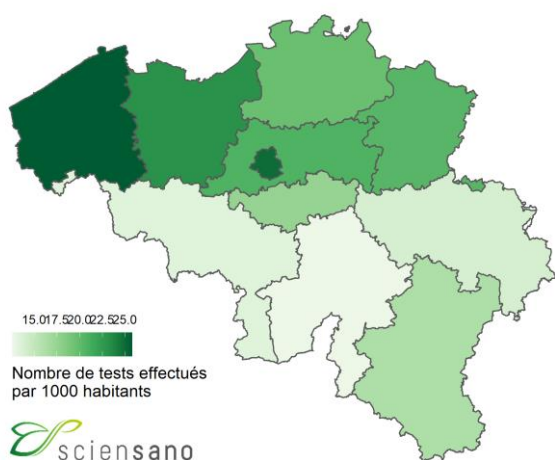 15.017.520.022.525.0
Nombre de tests effectués
par 1000 habitants
sciensano